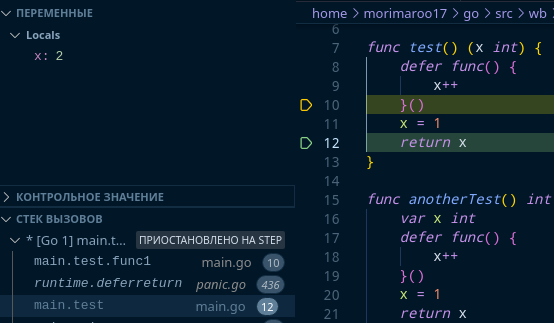 ПЕРЕМЕННЫЕ
Locals
x: 2
КОНТРОЛЬНОЕ ЗНАЧЕНИЕ
СТЕК ВЫЗОВОВ
* [Go 1] main.t... ПРИОСТАНОВЛЕНО НА STEP
main.test.func1 main.go 10
runtime.deferreturn panic.go 436
main.test main.go 12
home > morimaroo17 > go > src > wb
6
7 func test() (x int) {
8 defer func() {
9 x++
10 }()
11 x = 1
12 return x
13 }
14
15 func anotherTest() int
16 var x int
17 defer func() {
18 x++
19 }()
20 x = 1
21 return x